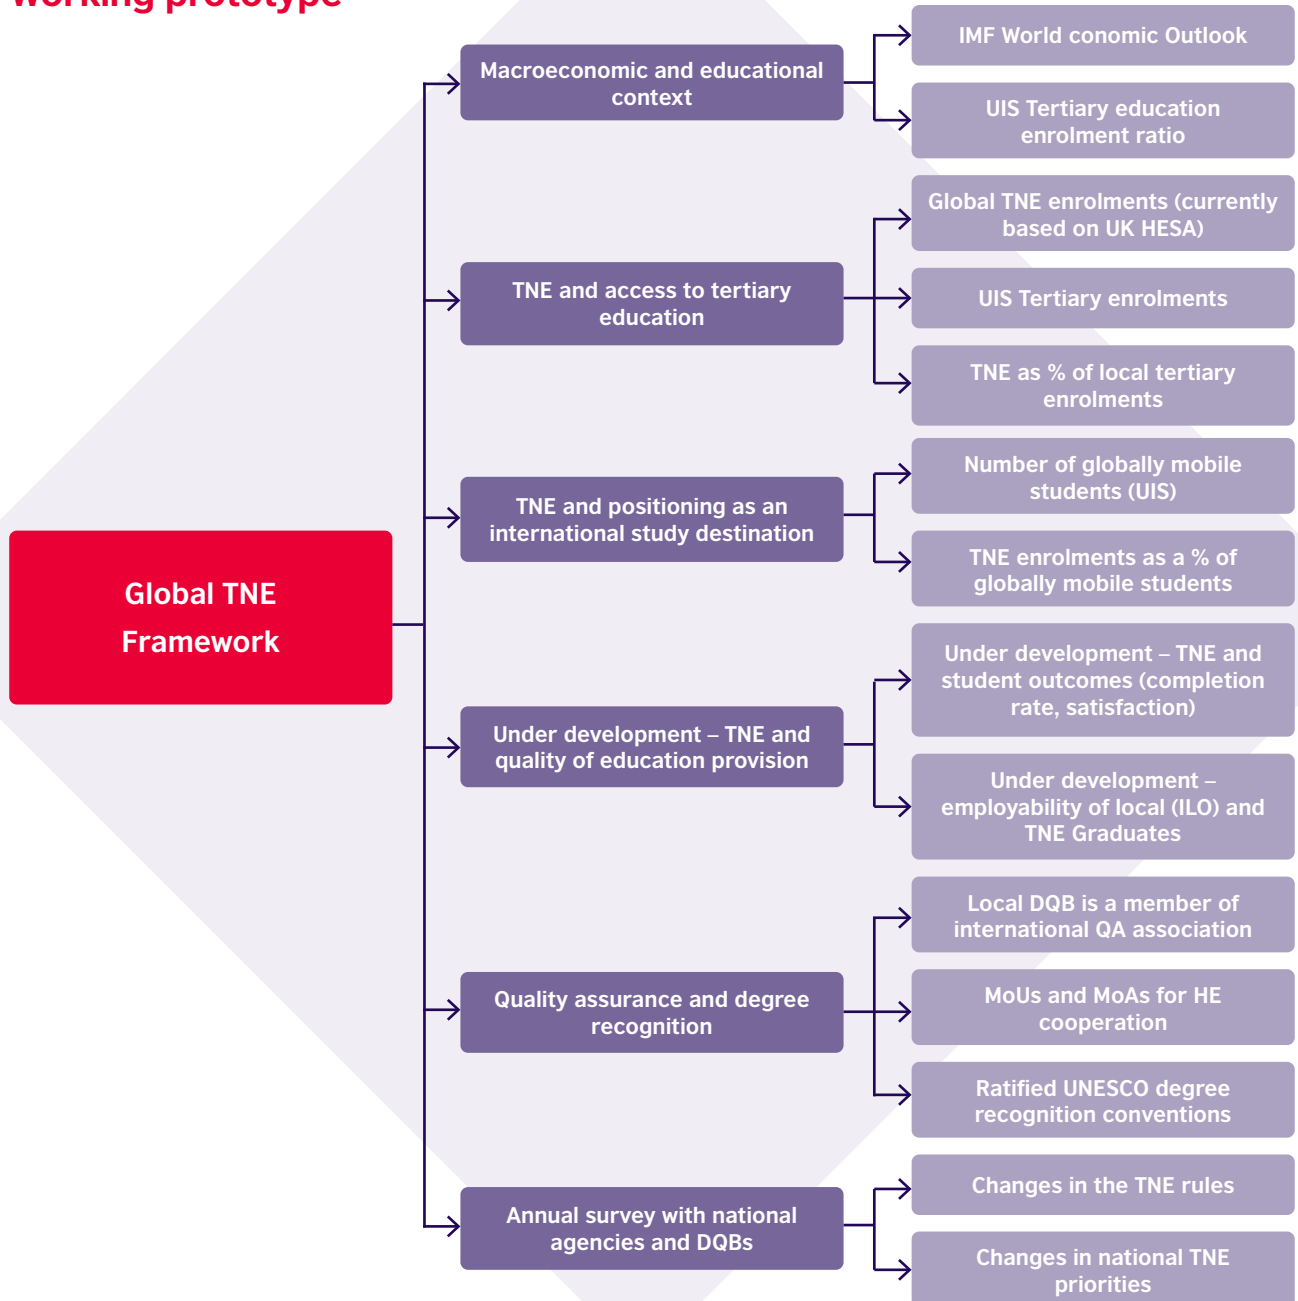 working prototype
Global TNE
Framework
Macroeconomic and educational
context
IMF World conomic Outlook
UIS Tertiary education
enrolment ratio
TNE and access to tertiary
education
Global TNE enrolments (currently
based on UK HESA)
UIS Tertiary enrolments
TNE as % of local tertiary
enrolments
TNE and positioning as an
international study destination
Number of globally mobile
students (UIS)
TNE enrolments as a % of
globally mobile students
Under development – TNE and
quality of education provision
Under development – TNE and
student outcomes (completion
rate, satisfaction)
Under development –
employability of local (ILO) and
TNE Graduates
Quality assurance and degree
recognition
Local DQB is a member of
international QA association
MoUs and MoAs for HE
cooperation
Ratified UNESCO degree
recognition conventions
Annual survey with national
agencies and DQBs
Changes in the TNE rules
Changes in national TNE
priorities